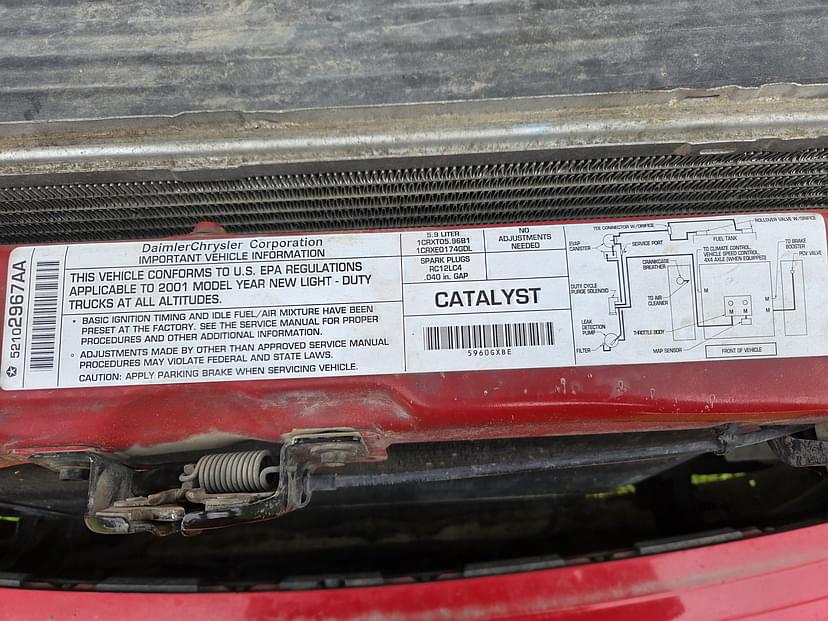 52102967AA
DaimlerChrysler Corporation
IMPORTANT VEHICLE INFORMATION
THIS VEHICLE CONFORMS TO U.S. EPA REGULATIONS
APPLICABLE TO 2001 MODEL YEAR NEW LIGHT - DUTY
TRUCKS AT ALL ALTITUDES.
• BASIC IGNITION TIMING AND IDLE FUEL/AIR MIXTURE HAVE BEEN
PRESET AT THE FACTORY. SEE THE SERVICE MANUAL FOR PROPER
PROCEDURES AND OTHER ADDITIONAL INFORMATION.
○ ADJUSTMENTS MADE BY OTHER THAN APPROVED SERVICE MANUAL
PROCEDURES MAY VIOLATE FEDERAL AND STATE LAWS.
CAUTION: APPLY PARKING BRAKE WHEN SERVICING VEHICLE.
5.9 LITER
1CRXT05.96B1
1CRXE0174GDL
SPARK PLUGS
RC12LC4
.040 in. GAP
NO
ADJUSTMENTS
NEEDED
CATALYST
5960GXBE
TEE CONNECTOR W/ORIFICE
ROLLOVER VALVE W/ORIFICE
EVAP
CANISTER
SERVICE PORT
FUEL TANK
CRANKCASE
BREATHER
TO CLIMATE CONTROL,
VEHICLE SPEED CONTROL,
4X4 AXLE (WHEN EQUIPPED)
TO BRAKE
BOOSTER
PCV VALVE
DUTY CYCLE
PURGE SOLENOID
TO AIR
CLEANER
M
M
M
M
M
LEAK
DETECTION
PUMP
THROTTLE BODY
FILTER
MAP SENSOR
FRONT OF VEHICLE